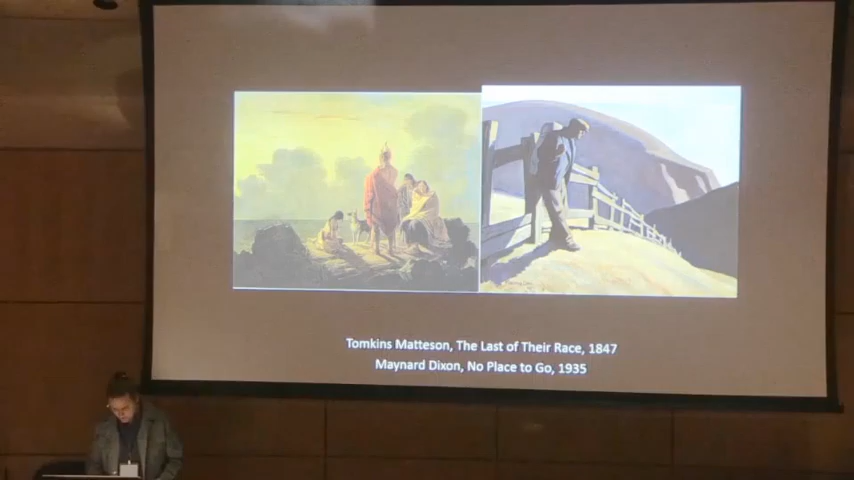 Tomkins Matteson, The Last of Their Race, 1847
Maynard Dixon, No Place to Go, 1935